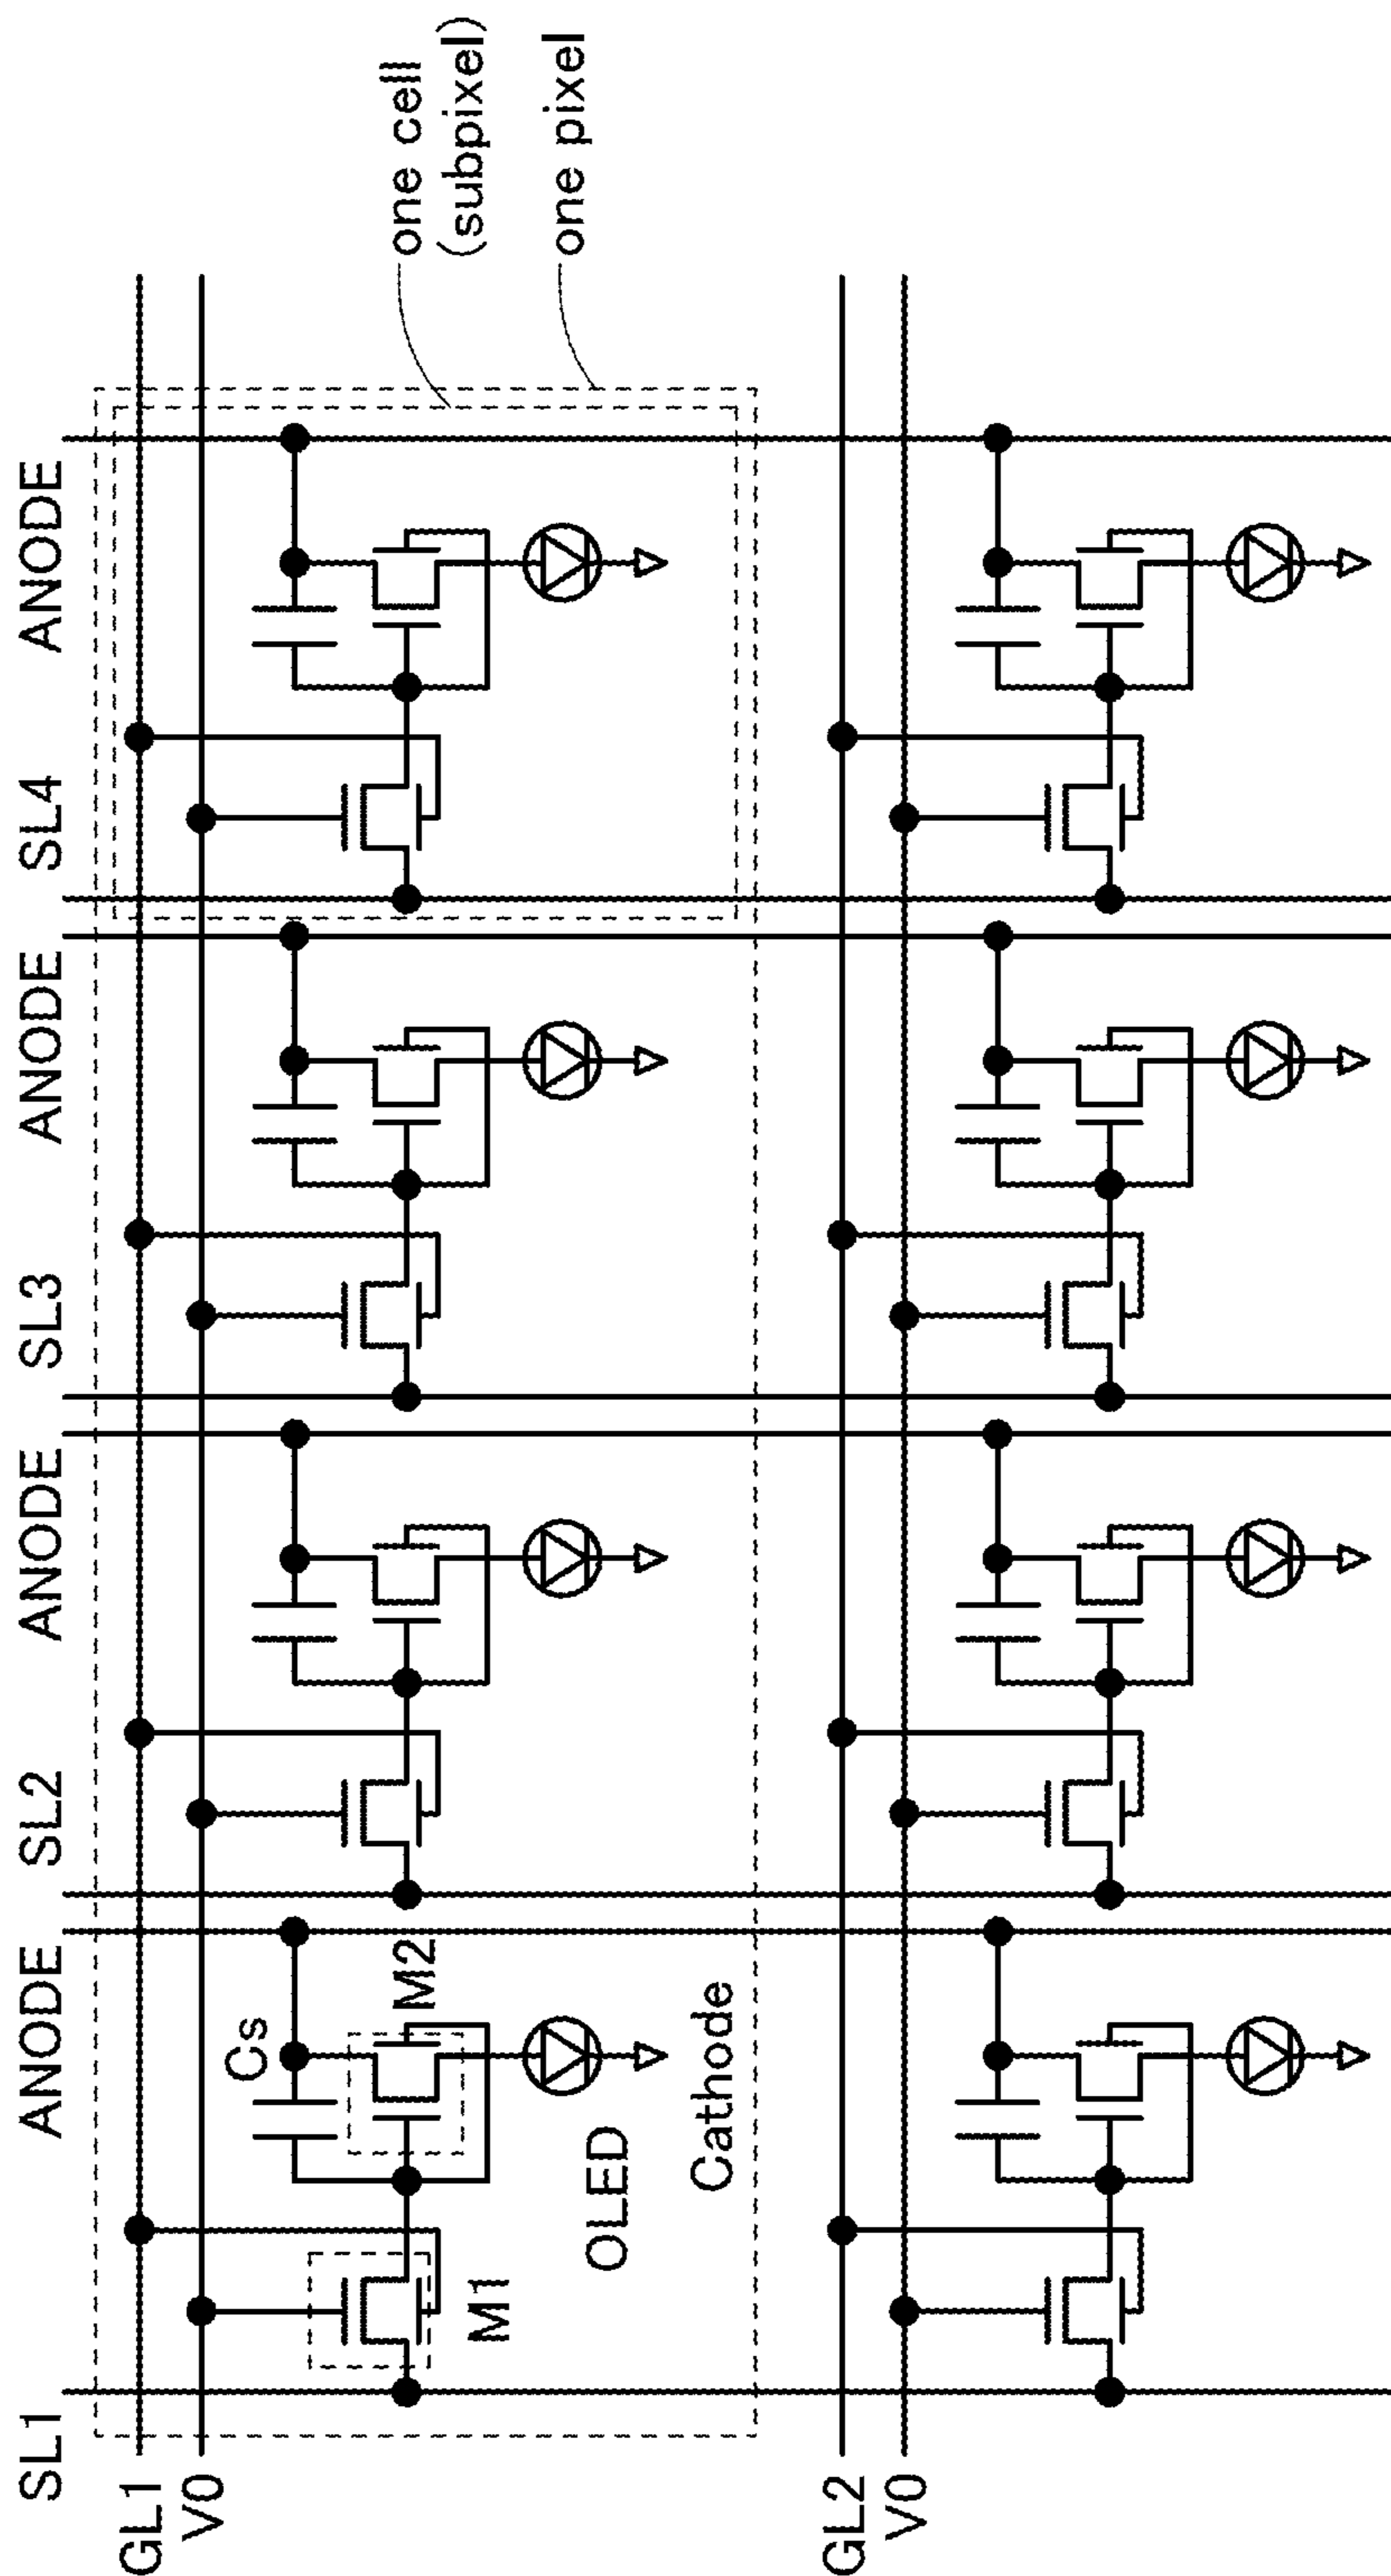 SL1
ANODE
SL2
ANODE
SL3
ANODE
SL4
ANODE
GL1
V0
Cs
M2
M1
OLED
Cathode
one cell
(subpixel)
one pixel
GL2
V0